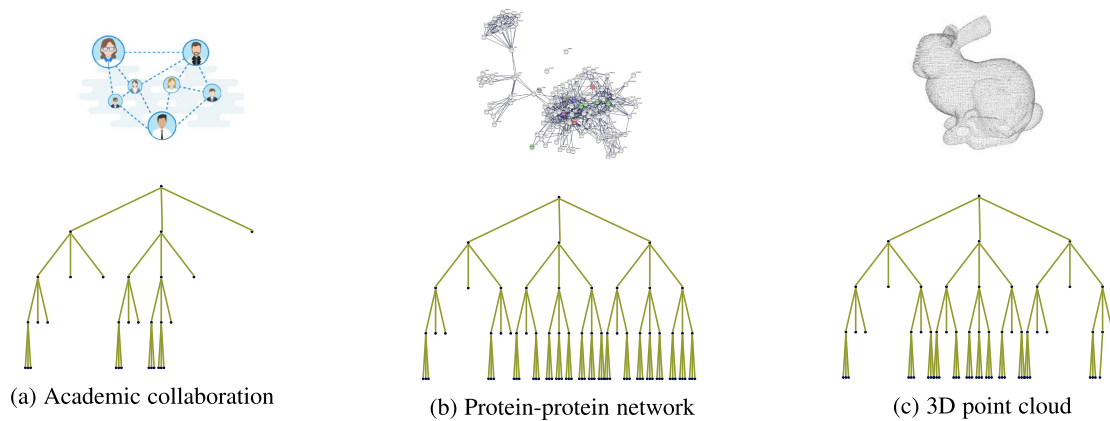 (a) Academic collaboration
(b) Protein-protein network
(c) 3D point cloud